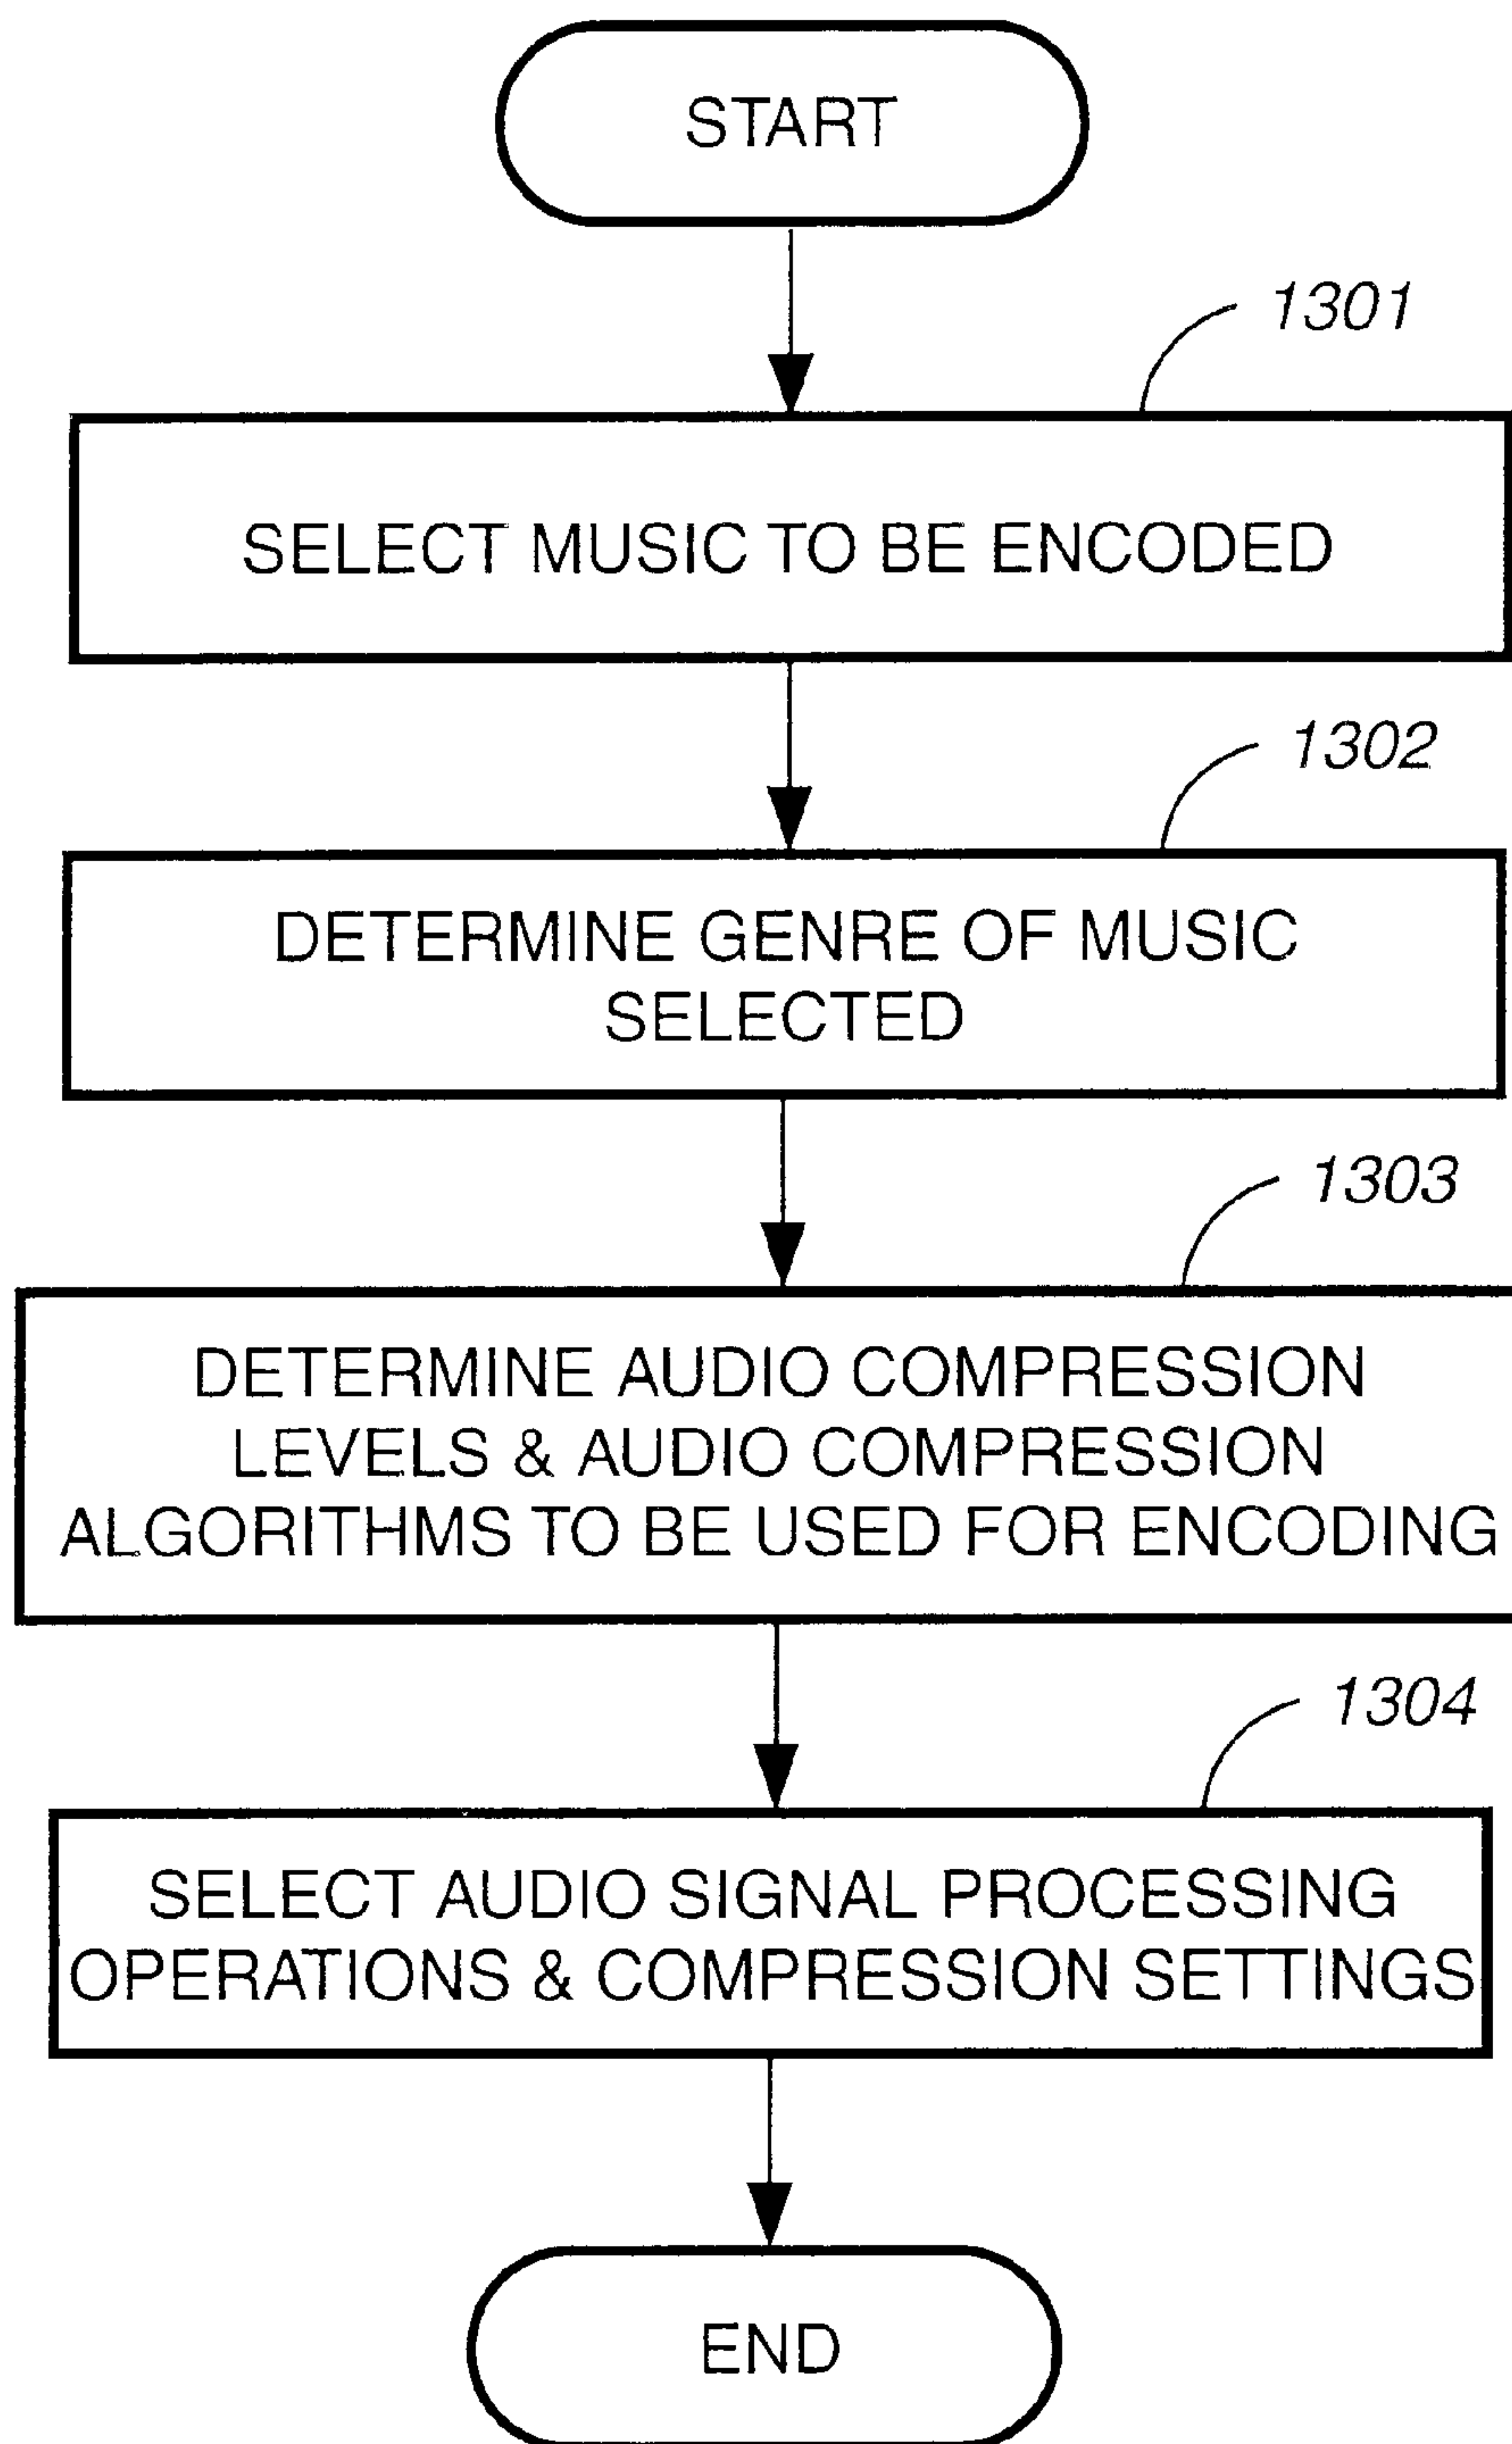 START
1301
SELECT MUSIC TO BE ENCODED
1302
DETERMINE GENRE OF MUSIC
SELECTED
1303
DETERMINE AUDIO COMPRESSION
LEVELS & AUDIO COMPRESSION
ALGORITHMS TO BE USED FOR ENCODING
1304
SELECT AUDIO SIGNAL PROCESSING
OPERATIONS & COMPRESSION SETTINGS
END